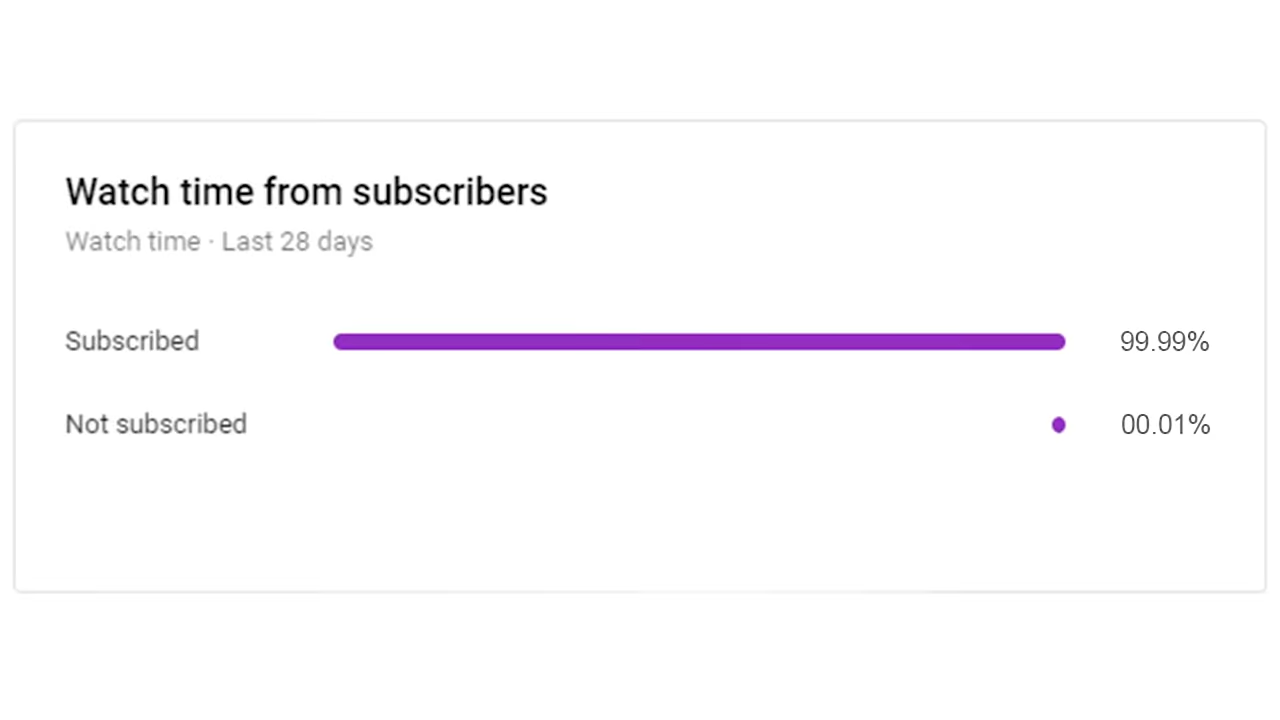 Watch time from subscribers
Watch time · Last 28 days
Subscribed 99.99%
Not subscribed 00.01%